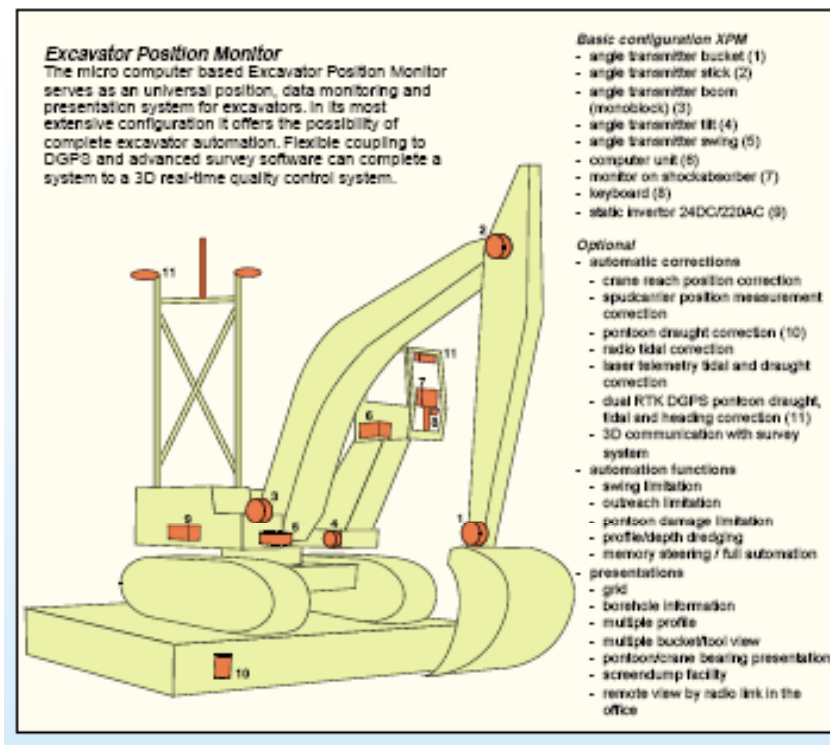 Excavator Position Monitor
The micro computer based Excavator Position Monitor
serves as an universal position, data monitoring and
presentation system for excavators. In its most
extensive configuration it offers the possibility of
complete excavator automation. Flexible coupling to
DGPS and advanced survey software can complete a
system to a 3D real-time quality control system.
Basic configuration XPM
- angle transmitter bucket (1)
- angle transmitter stick (2)
- angle transmitter boom
(monoblock) (3)
- angle transmitter tilt (4)
- angle transmitter swing (5)
- computer unit (6)
- monitor on shockabsorber (7)
- keyboard (8)
- static invertor 24DC/220AC (9)
Optional
- automatic corrections
- crane reach position correction
- spudcarrier position measurement
correction
- pontoon draught correction (10)
- radio tidal correction
- laser telemetry tidal and draught
correction
- dual RTK DGPS pontoon draught,
tidal and heading correction (11)
- 3D communication with survey
system
- automation functions
- swing limitation
- outreach limitation
- pontoon damage limitation
- profile/depth dredging
- memory steering / full automation
- presentations
- grid
- borehole information
- multiple profile
- multiple bucket/tool view
- pontoon/crane bearing presentation
- screendump facility
- remote view by radio link in the
office
2
11
11
7
8
6
3
9
5
4
1
10